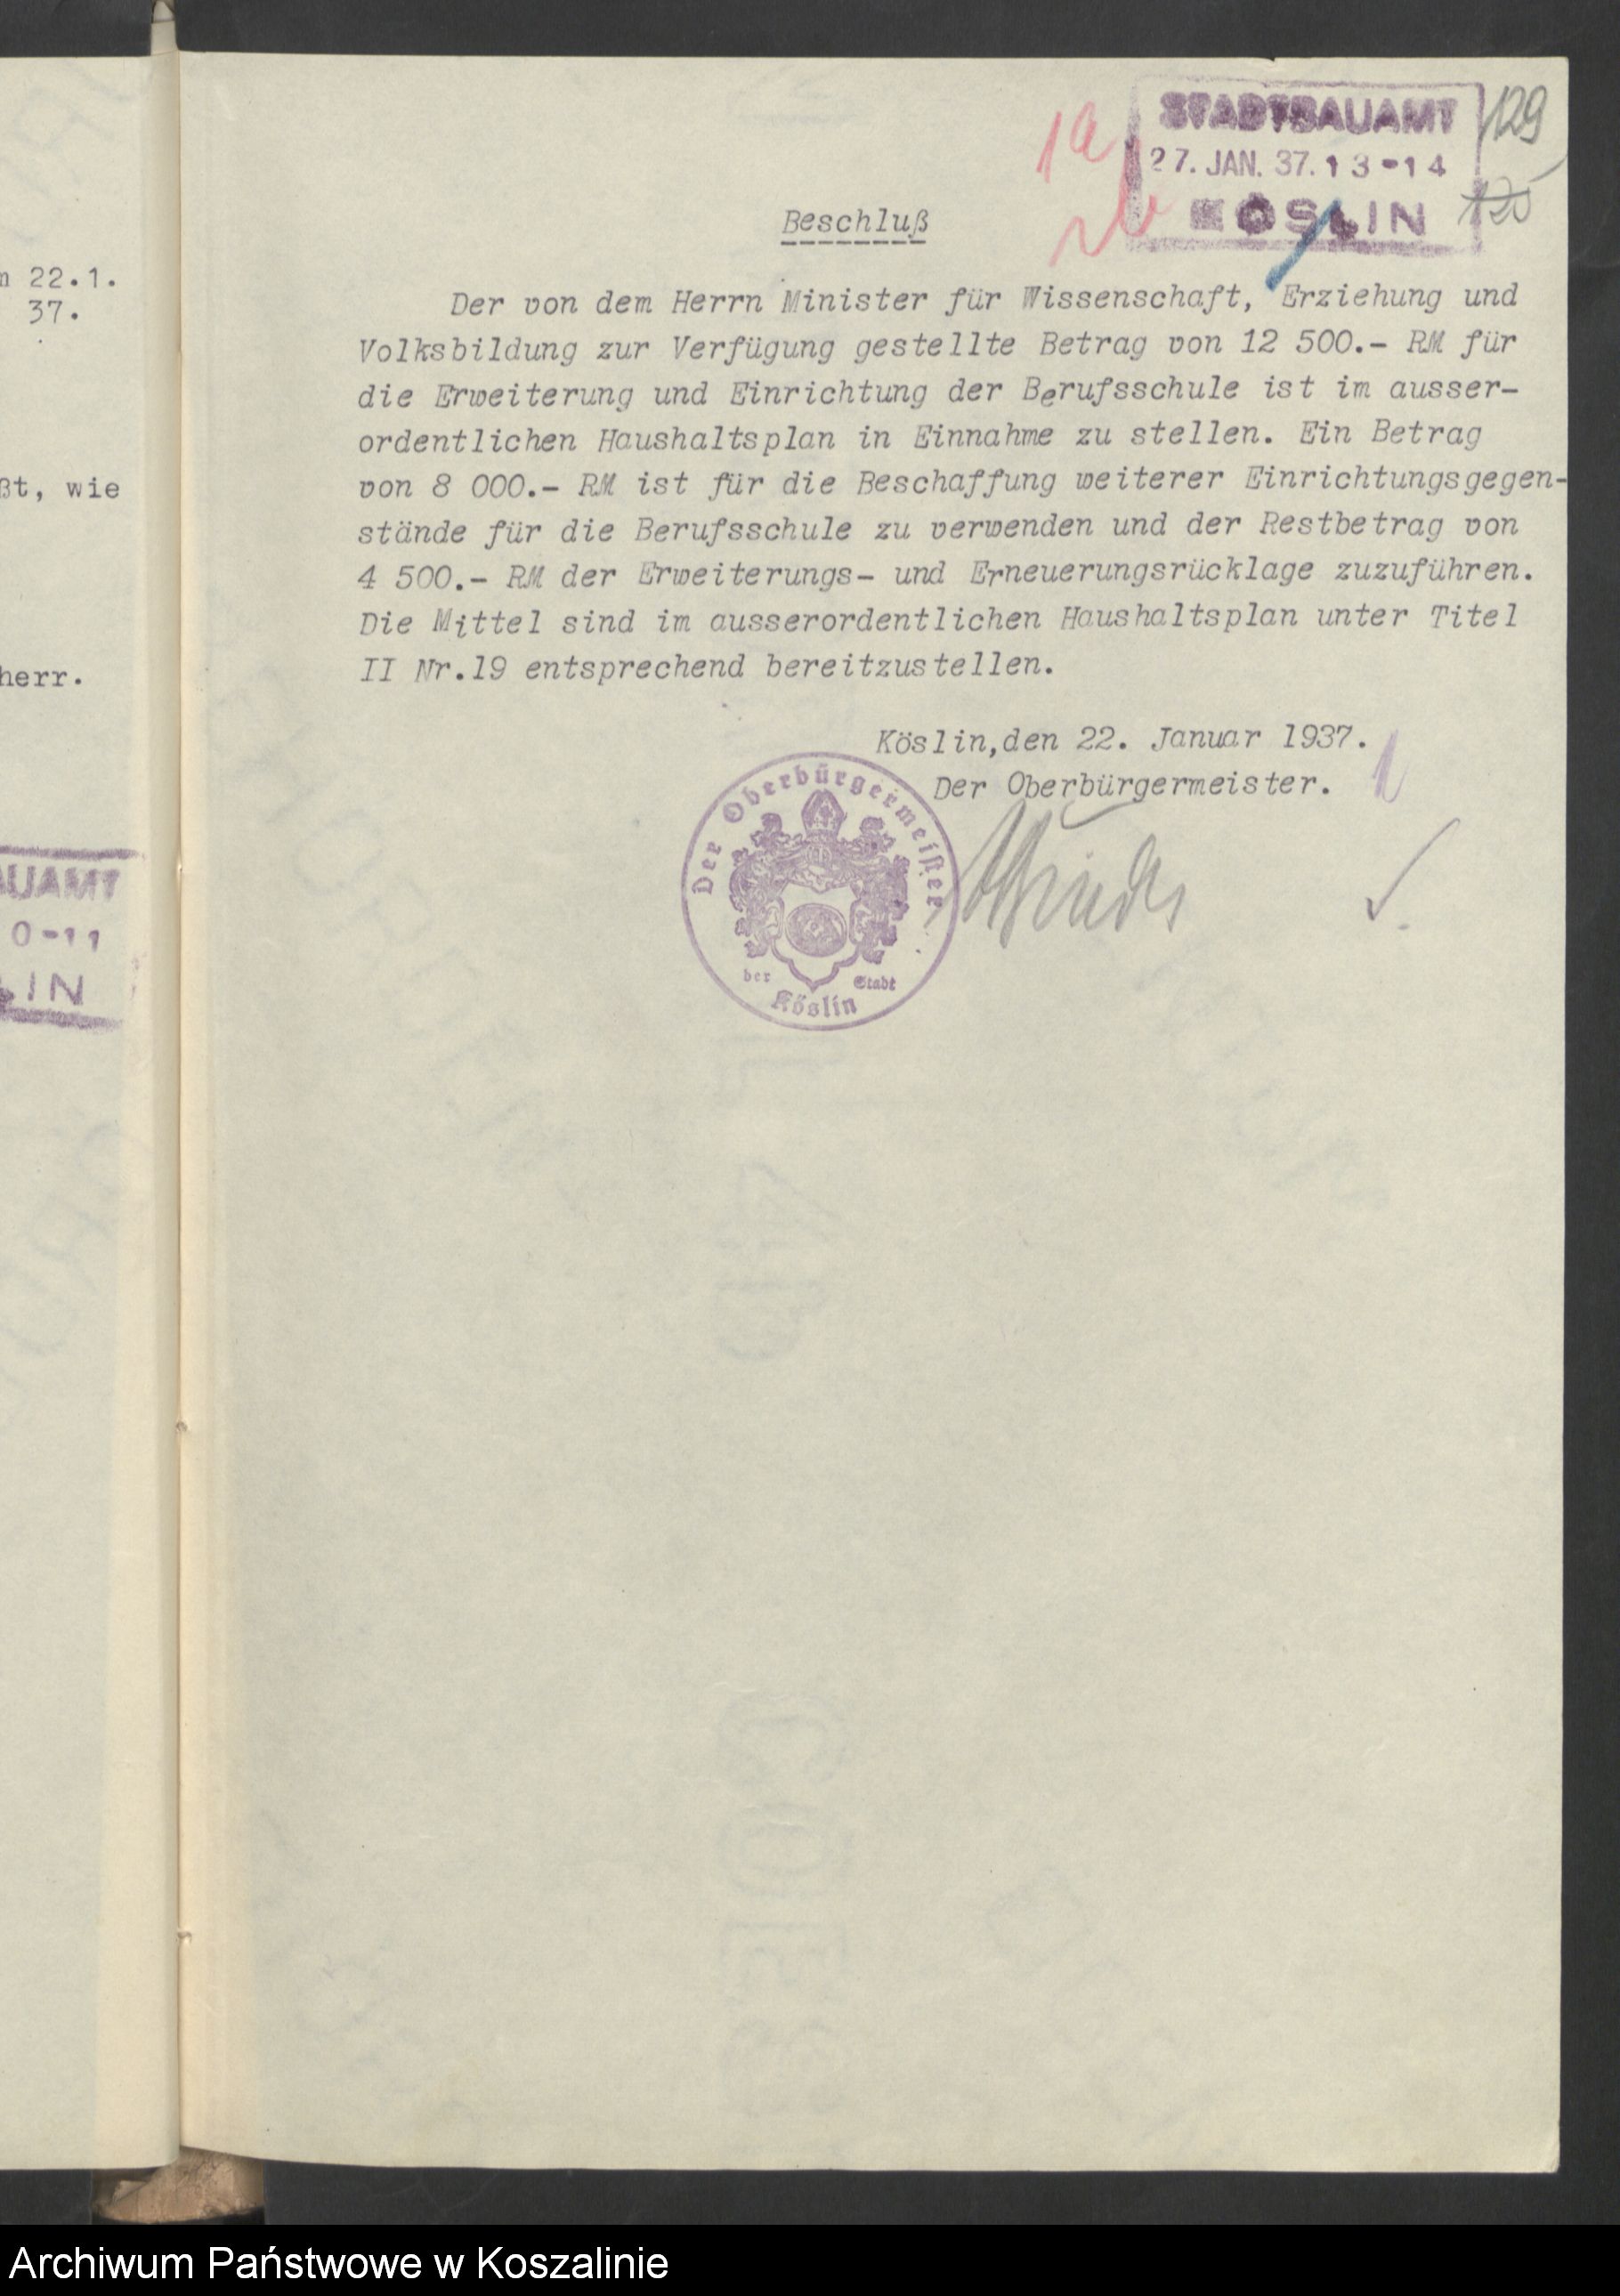 n 22.1.
37.
ßt, wie
herr.
AUAMT
0-11
LIN
1a
STADTBAUAMT
27. JAN. 37. 13-14
KÖSLIN
129
125
Beschluß
Der von dem Herrn Minister für Wissenschaft, Erziehung und
Volksbildung zur Verfügung gestellte Betrag von 12 500.- RM für
die Erweiterung und Einrichtung der Berufsschule ist im ausser-
ordentlichen Haushaltsplan in Einnahme zu stellen. Ein Betrag
von 8 000.- RM ist für die Beschaffung weiterer Einrichtungsgegen-
stände für die Berufsschule zu verwenden und der Restbetrag von
4 500.- RM der Erweiterungs- und Erneuerungsrücklage zuzuführen.
Die Mittel sind im ausserordentlichen Haushaltsplan unter Titel
II Nr.19 entsprechend bereitzustellen.
Köslin,den 22. Januar 1937.
Der Oberbürgermeister.
Der Oberbürgermeister
der Stadt
Köslin
Archiwum Państwowe w Koszalinie